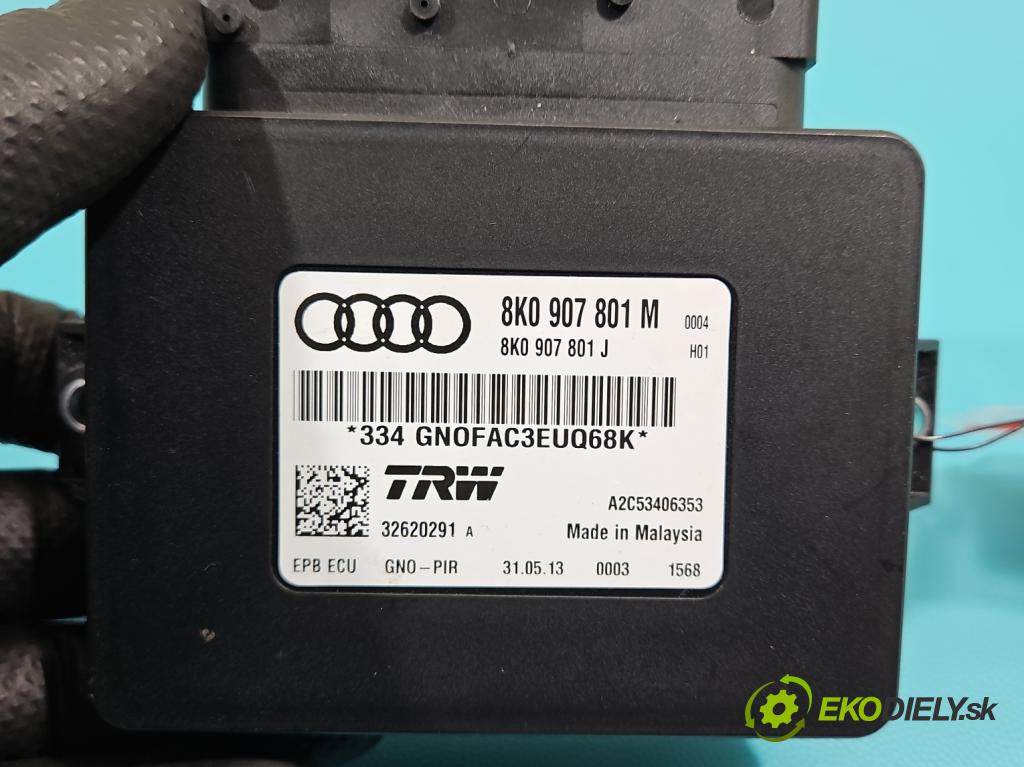 8K0 907 801 M 0004
8K0 907 801 J H01
*334 GNOFAC3EUQ68K*
TRW
A2C53406353
32620291 A Made in Malaysia
EPB ECU GNO-PIR 31.05.13 0003 1568
EKODIELY.sk